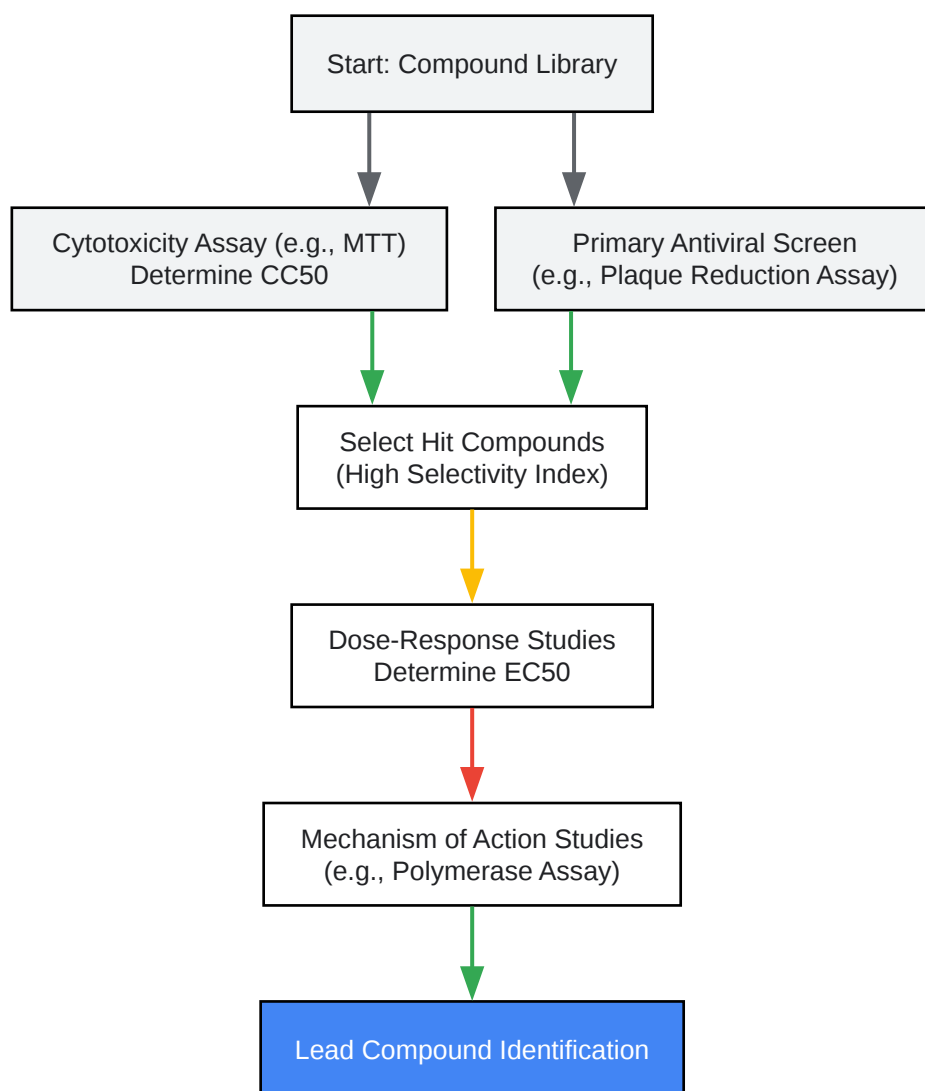 Start: Compound Library
Cytotoxicity Assay (e.g., MTT)
Determine CC50
Primary Antiviral Screen
(e.g., Plaque Reduction Assay)
Select Hit Compounds
(High Selectivity Index)
Dose-Response Studies
Determine EC50
Mechanism of Action Studies
(e.g., Polymerase Assay)
Lead Compound Identification